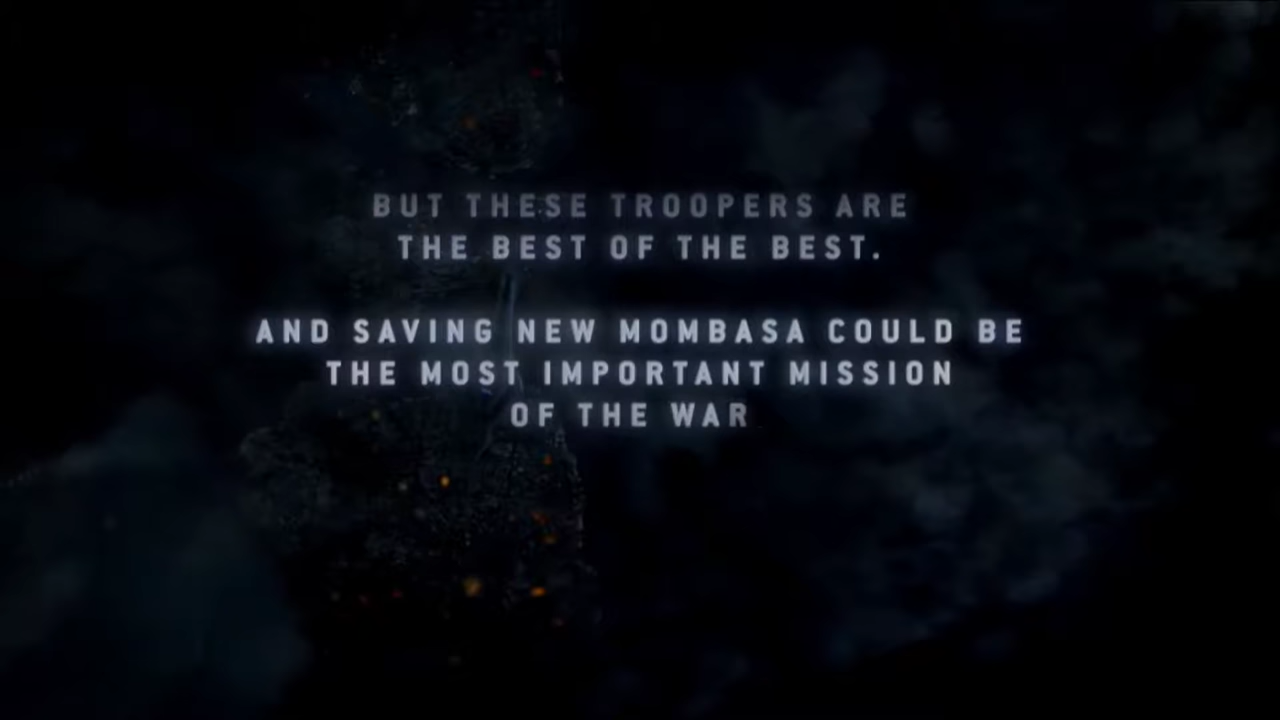 BUT THESE TROOPERS ARE
THE BEST OF THE BEST.
AND SAVING NEW MOMBASA COULD BE
THE MOST IMPORTANT MISSION
OF THE WAR